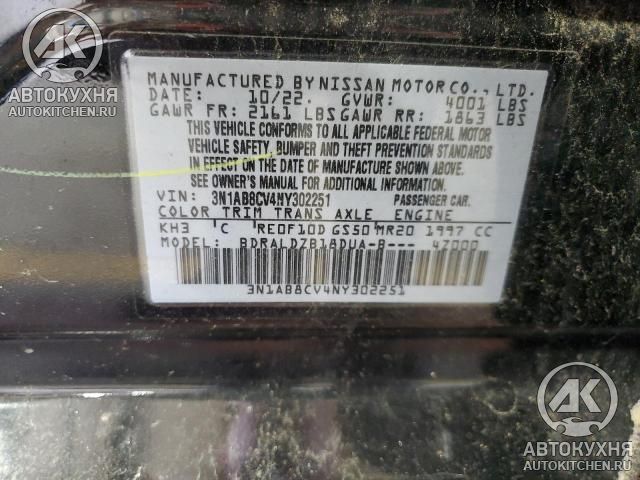 АВТОКУХНЯ
AUTOKITCHEN.RU
MANUFACTURED BY NISSAN MOTOR CO., LTD.
DATE: 10/22. GVWR: 4001 LBS
GAWR FR: 2161 LBS GAWR RR: 1863 LBS
THIS VEHICLE CONFORMS TO ALL APPLICABLE FEDERAL MOTOR
VEHICLE SAFETY, BUMPER AND THEFT PREVENTION STANDARDS
IN EFFECT ON THE DATE OF MANUFACTURE SHOWN ABOVE.
SEE OWNER'S MANUAL FOR ADDITIONAL INFORMATION.
VIN: 3N1AB8CV4NY302251 PASSENGER CAR.
COLOR TRIM TRANS AXLE ENGINE
KH3 C RE0F10D GS50 MR20 1997 CC
MODEL: BDRALDZB18DUA-B--- 4Z000
3N1AB8CV4NY302251
АК
АВТОКУХНЯ
AUTOKITCHEN.RU